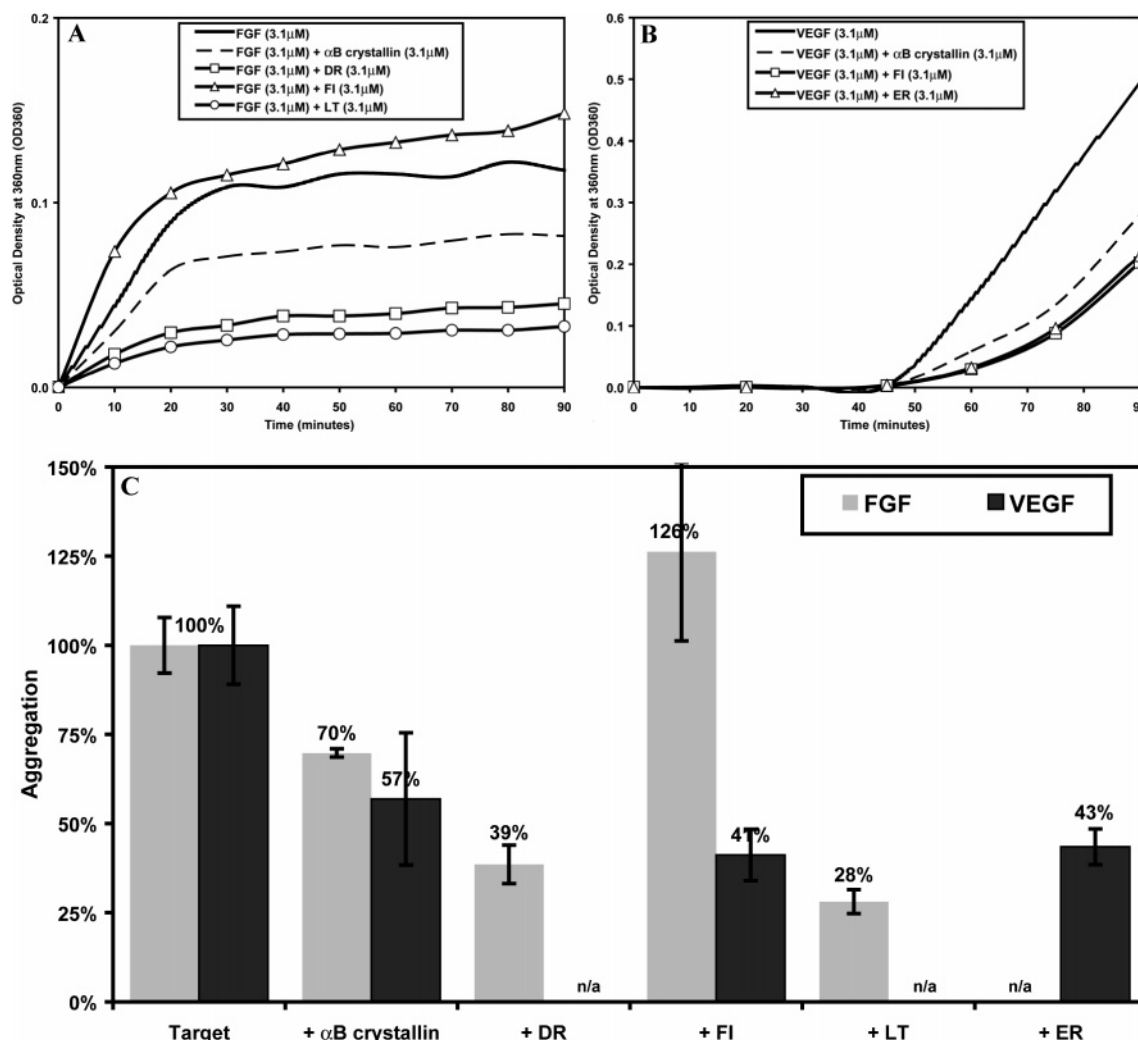 A
FGF (3.1μM)
FGF (3.1μM) + αB crystallin (3.1μM)
FGF (3.1μM) + DR (3.1μM)
FGF (3.1μM) + FI (3.1μM)
FGF (3.1μM) + LT (3.1μM)
Optical Density at 360nm (OD360)
0.2
0.1
0.0
0 10 20 30 40 50 60 70 80 90
Time (minutes)
B
VEGF (3.1μM)
VEGF (3.1μM) + αB crystallin (3.1μM)
VEGF (3.1μM) + FI (3.1μM)
VEGF (3.1μM) + ER (3.1μM)
Optical Density at 360nm (OD360)
0.6
0.5
0.4
0.3
0.2
0.1
0.0
0 10 20 30 40 50 60 70 80 90
Time (minutes)
C
FGF VEGF
Aggregation
150%
125%
100%
75%
50%
25%
0%
100%
70%
57%
39%
n/a
126%
41%
28%
n/a
n/a
43%
Target + αB crystallin + DR + FI + LT + ER